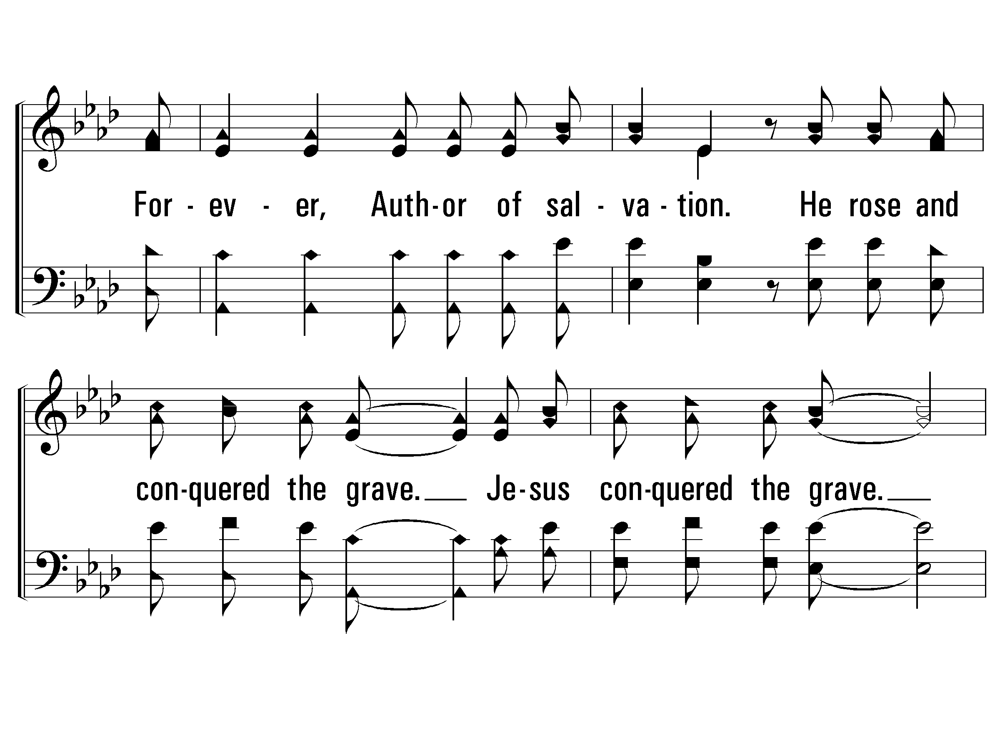 For - ev - er, Auth-or of sal - va - tion. He rose and
con-quered the grave. Je-sus con-quered the grave.